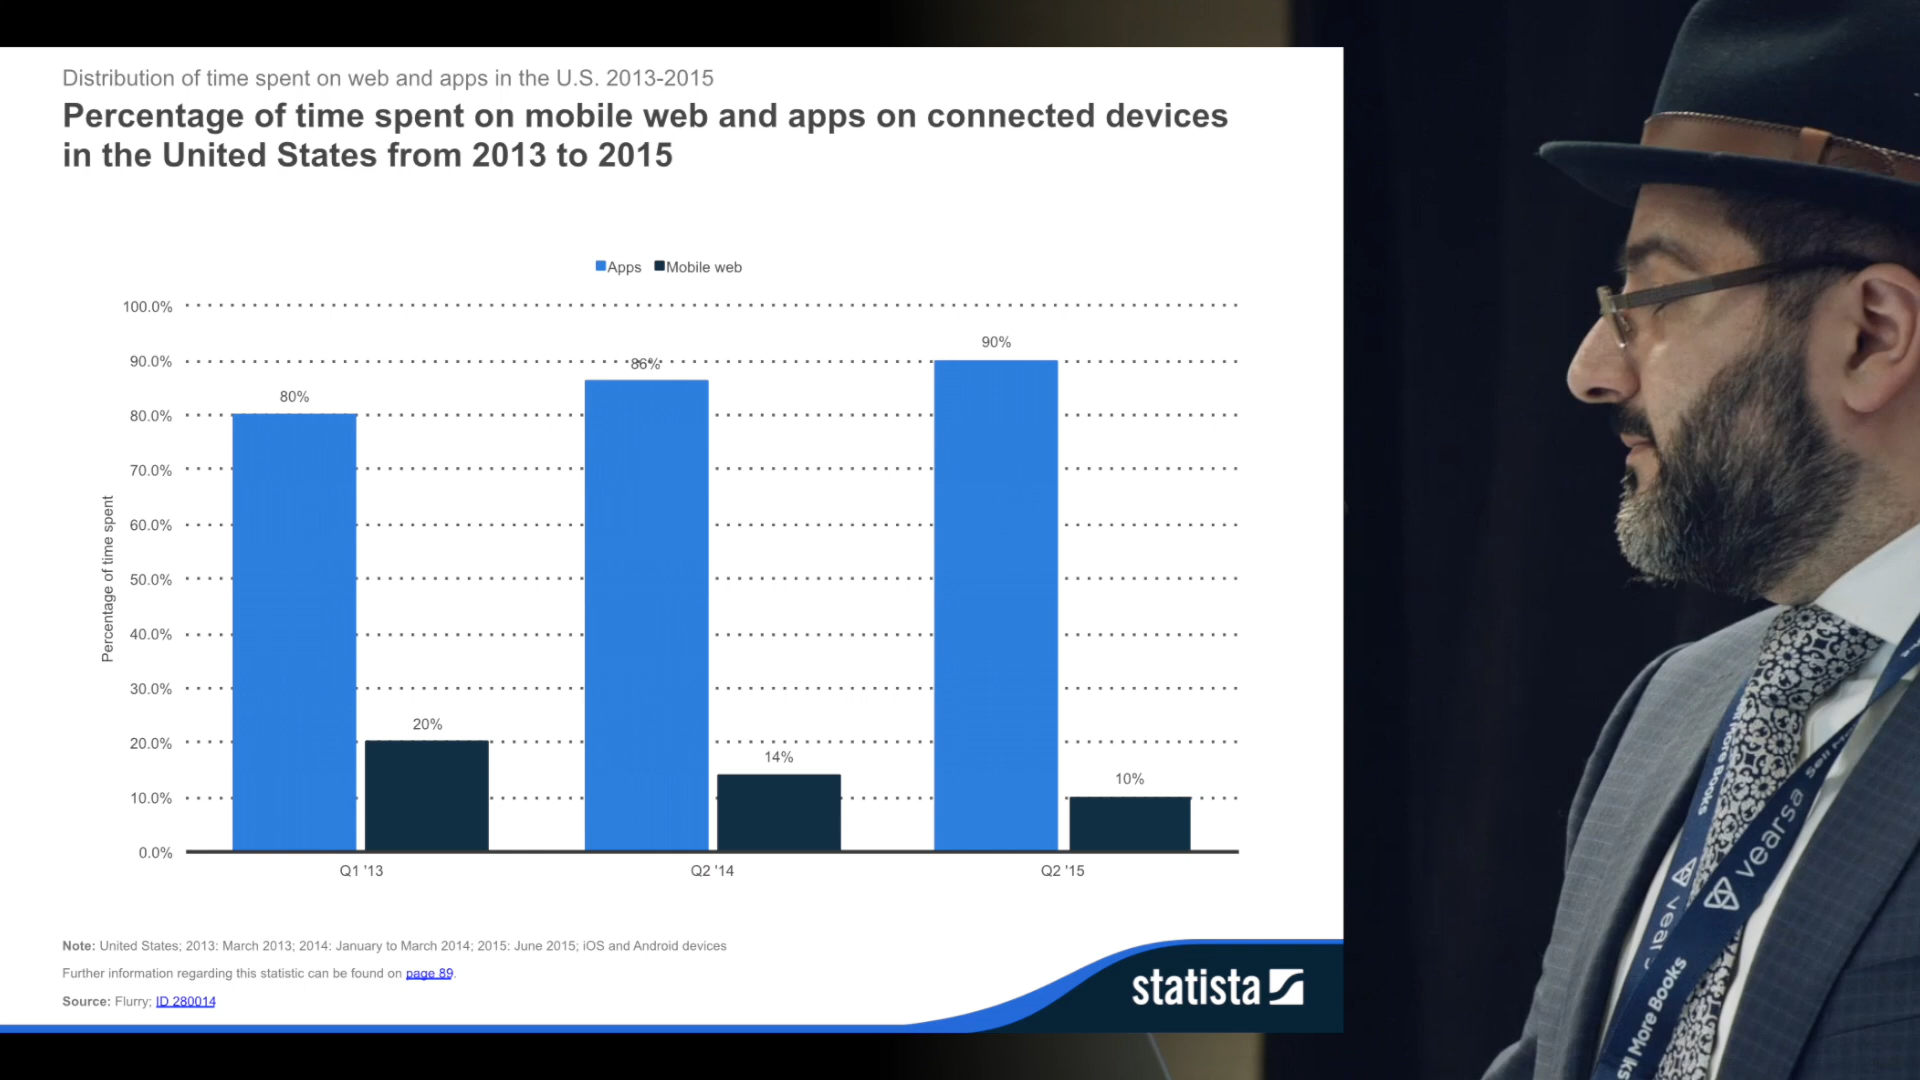 Distribution of time spent on web and apps in the U.S. 2013-2015
Percentage of time spent on mobile web and apps on connected devices
in the United States from 2013 to 2015
Apps Mobile web
Percentage of time spent
100.0%
90.0%
80.0%
70.0%
60.0%
50.0%
40.0%
30.0%
20.0%
10.0%
0.0%
80%
20%
86%
14%
90%
10%
Q1 '13
Q2 '14
Q2 '15
Note: United States; 2013: March 2013; 2014: January to March 2014; 2015: June 2015; iOS and Android devices
Further information regarding this statistic can be found on page 89.
Source: Flurry; ID 280014
statista
More Books
vearsa
More Books